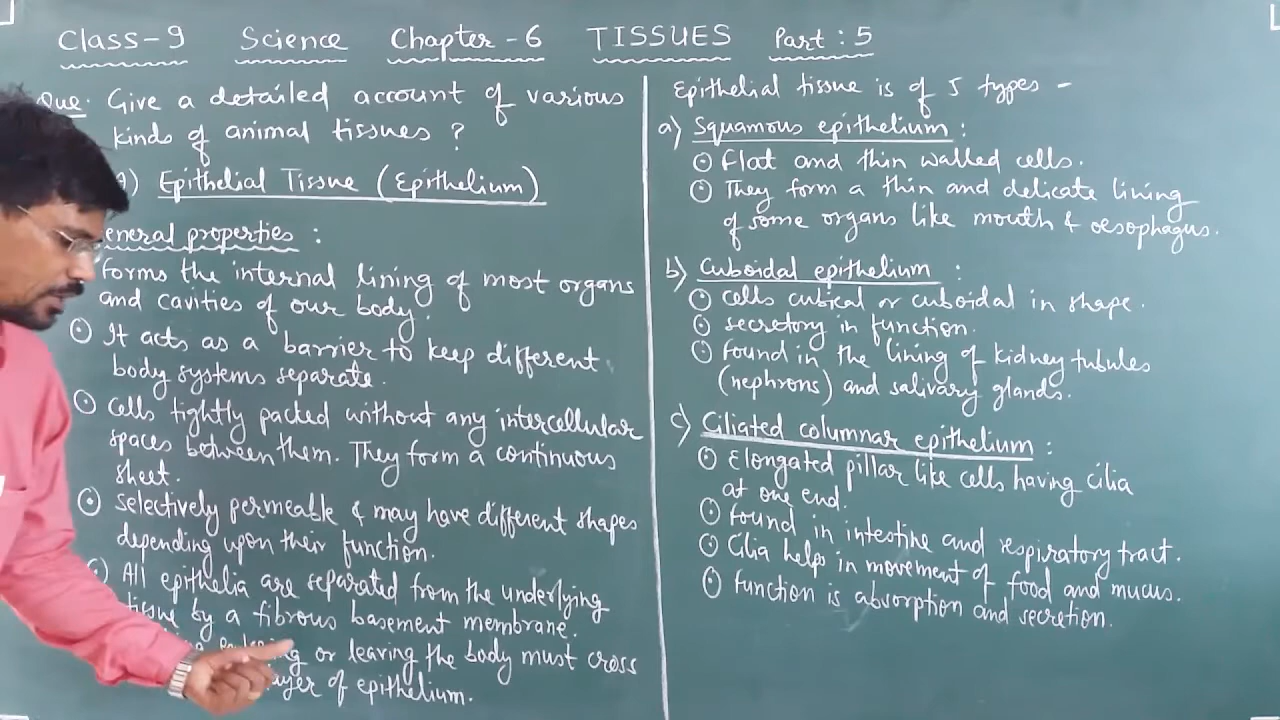 Class-9 Science Chapter-6 TISSUES Part: 5
Que. Give a detailed account of various
kinds of animal tissues ?
A) Epithelial Tissue (Epithelium)
General properties :
forms the internal lining of most organs
and cavities of our body.
It acts as a barrier to keep different
body systems separate.
Cells tightly packed without any intercellular
spaces between them. They form a continuous
sheet.
Selectively permeable & may have different shapes
depending upon their function.
All epithelia are separated from the underlying
tissue by a fibrous basement membrane.
or leaving the body must cross
layer of epithelium.
Epithelial tissue is of 5 types -
a) Squamous epithelium :
Flat and thin walled cells.
They form a thin and delicate lining
of some organs like mouth & oesophagus.
b) Cuboidal epithelium :
cells cubical or cuboidal in shape.
secretory in function.
found in the lining of kidney tubules
(nephrons) and salivary glands.
c) Ciliated columnar epithelium :
Elongated pillar like cells having cilia
at one end.
found in intestine and respiratory tract.
Cilia helps in movement of food and mucus.
Function is absorption and secretion.